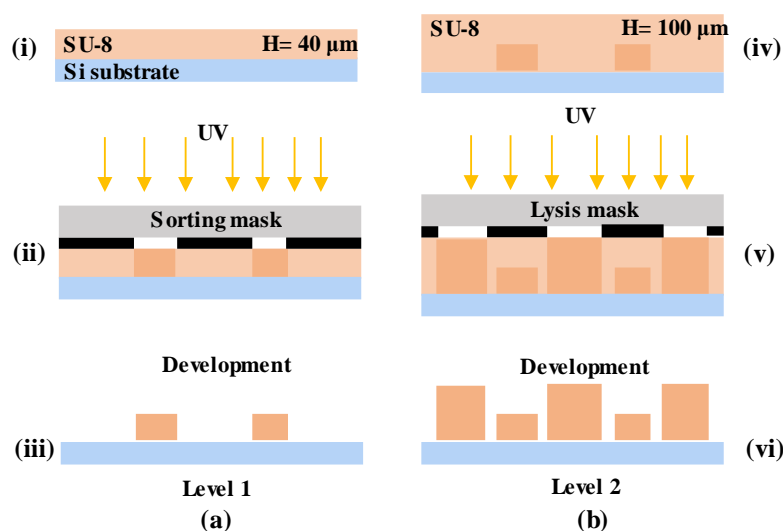 (i)
SU-8
H= 40 μm
Si substrate
UV
Sorting mask
(ii)
Development
(iii)
Level 1
(a)
SU-8
H= 100 μm
(iv)
UV
Lysis mask
(v)
Development
(vi)
Level 2
(b)